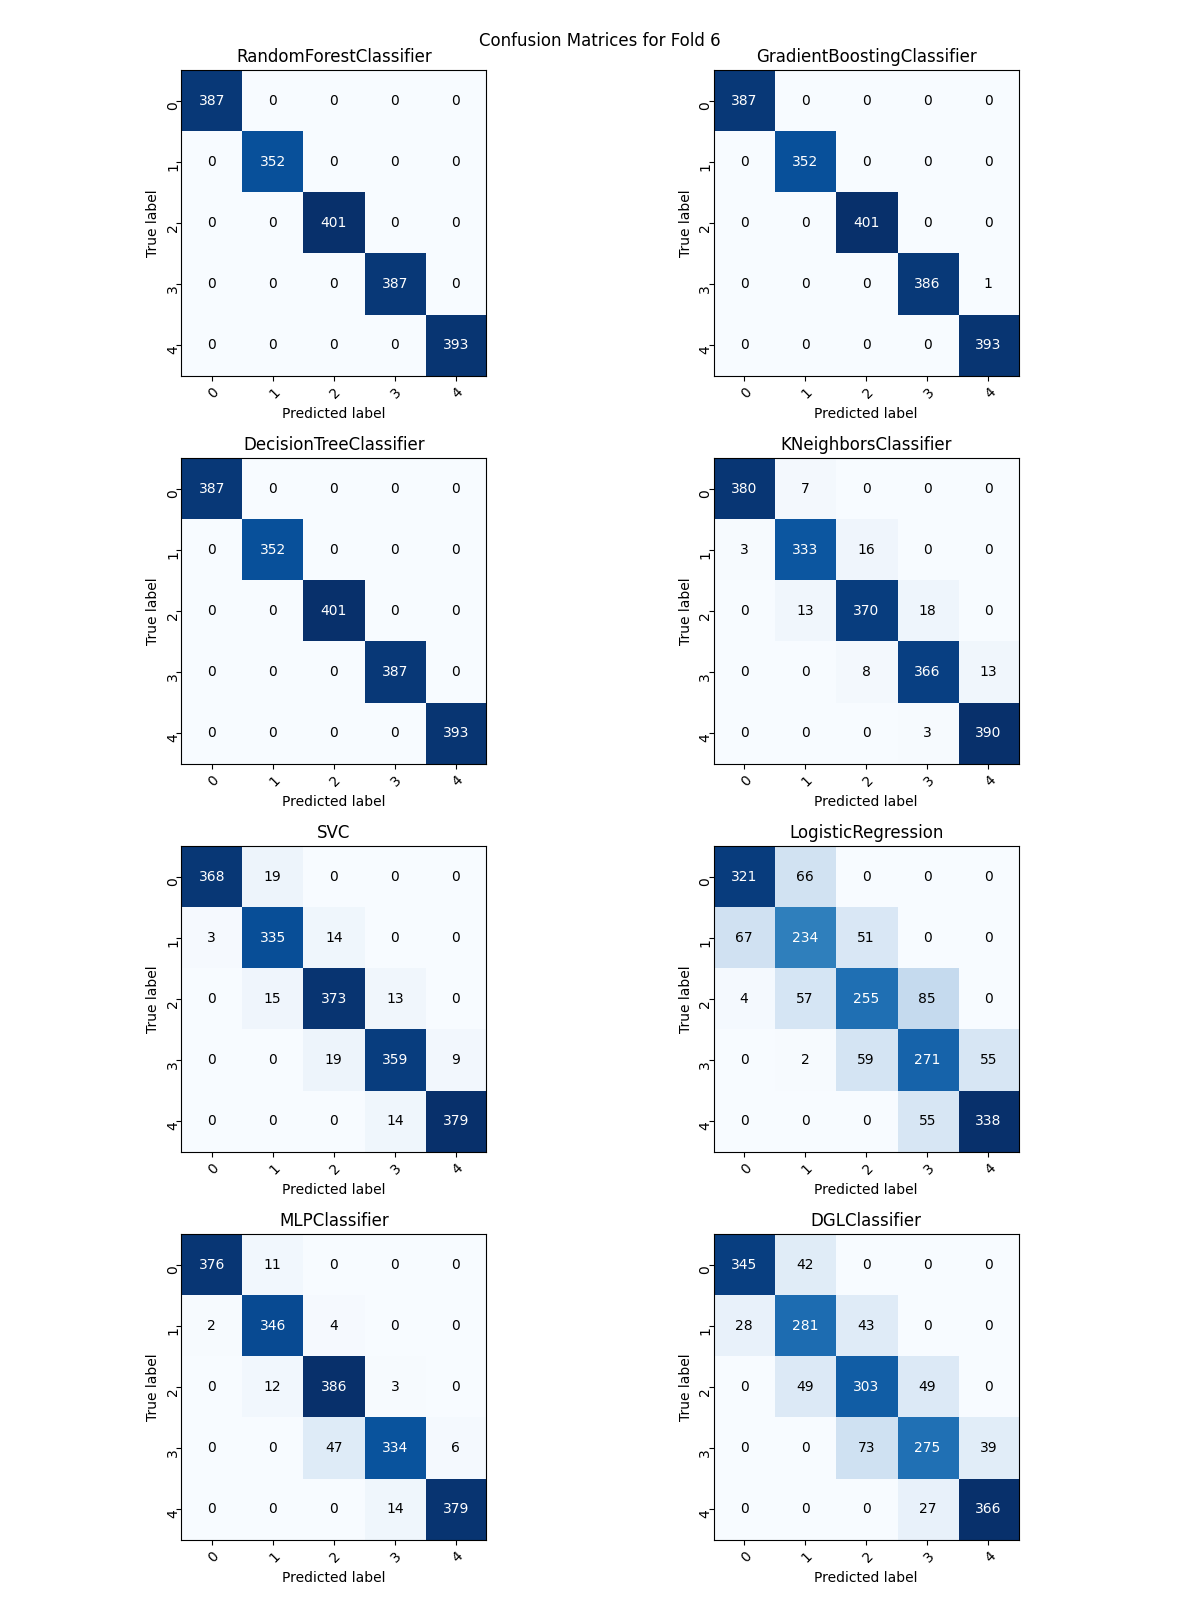 Confusion Matrices for Fold 6
RandomForestClassifier
0 387 0 0 0 0
1 0 352 0 0 0
2 0 0 401 0 0
3 0 0 0 387 0
4 0 0 0 0 393
0 1 2 3 4
True label
Predicted label
GradientBoostingClassifier
0 387 0 0 0 0
1 0 352 0 0 0
2 0 0 401 0 0
3 0 0 0 386 1
4 0 0 0 0 393
0 1 2 3 4
True label
Predicted label
DecisionTreeClassifier
0 387 0 0 0 0
1 0 352 0 0 0
2 0 0 401 0 0
3 0 0 0 387 0
4 0 0 0 0 393
0 1 2 3 4
True label
Predicted label
KNeighborsClassifier
0 380 7 0 0 0
1 3 333 16 0 0
2 0 13 370 18 0
3 0 0 8 366 13
4 0 0 0 3 390
0 1 2 3 4
True label
Predicted label
SVC
0 368 19 0 0 0
1 3 335 14 0 0
2 0 15 373 13 0
3 0 0 19 359 9
4 0 0 0 14 379
0 1 2 3 4
True label
Predicted label
LogisticRegression
0 321 66 0 0 0
1 67 234 51 0 0
2 4 57 255 85 0
3 0 2 59 271 55
4 0 0 0 55 338
0 1 2 3 4
True label
Predicted label
MLPClassifier
0 376 11 0 0 0
1 2 346 4 0 0
2 0 12 386 3 0
3 0 0 47 334 6
4 0 0 0 14 379
0 1 2 3 4
True label
Predicted label
DGLClassifier
0 345 42 0 0 0
1 28 281 43 0 0
2 0 49 303 49 0
3 0 0 73 275 39
4 0 0 0 27 366
0 1 2 3 4
True label
Predicted label